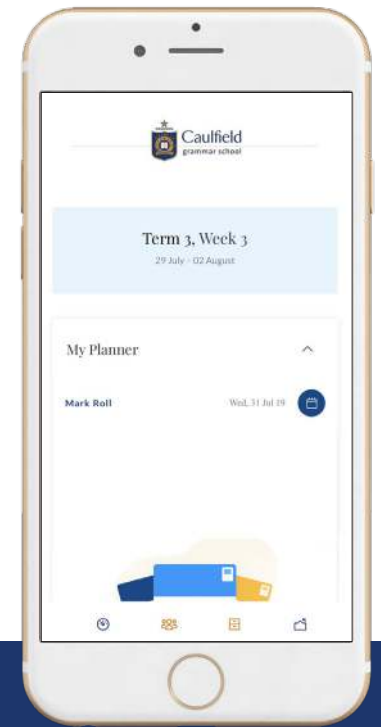 Caulfield
grammar school
Term 3, Week 3
29 July - 02 August
My Planner
Mark Roll Wed, 31 Jul 19